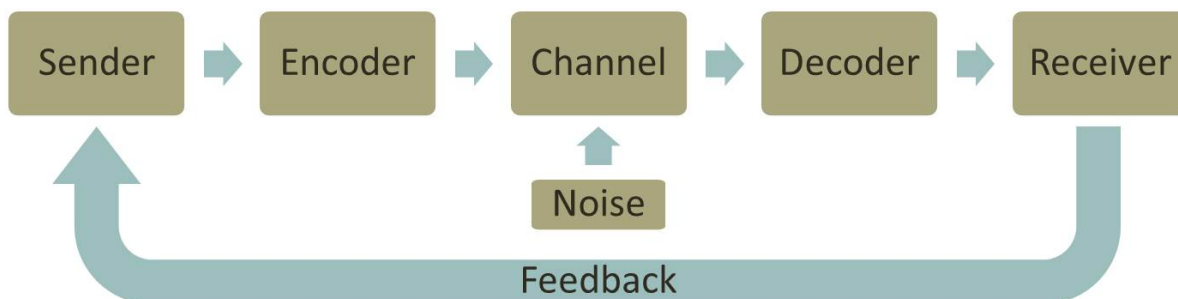 Sender
Encoder
Channel
Decoder
Receiver
Noise
Feedback